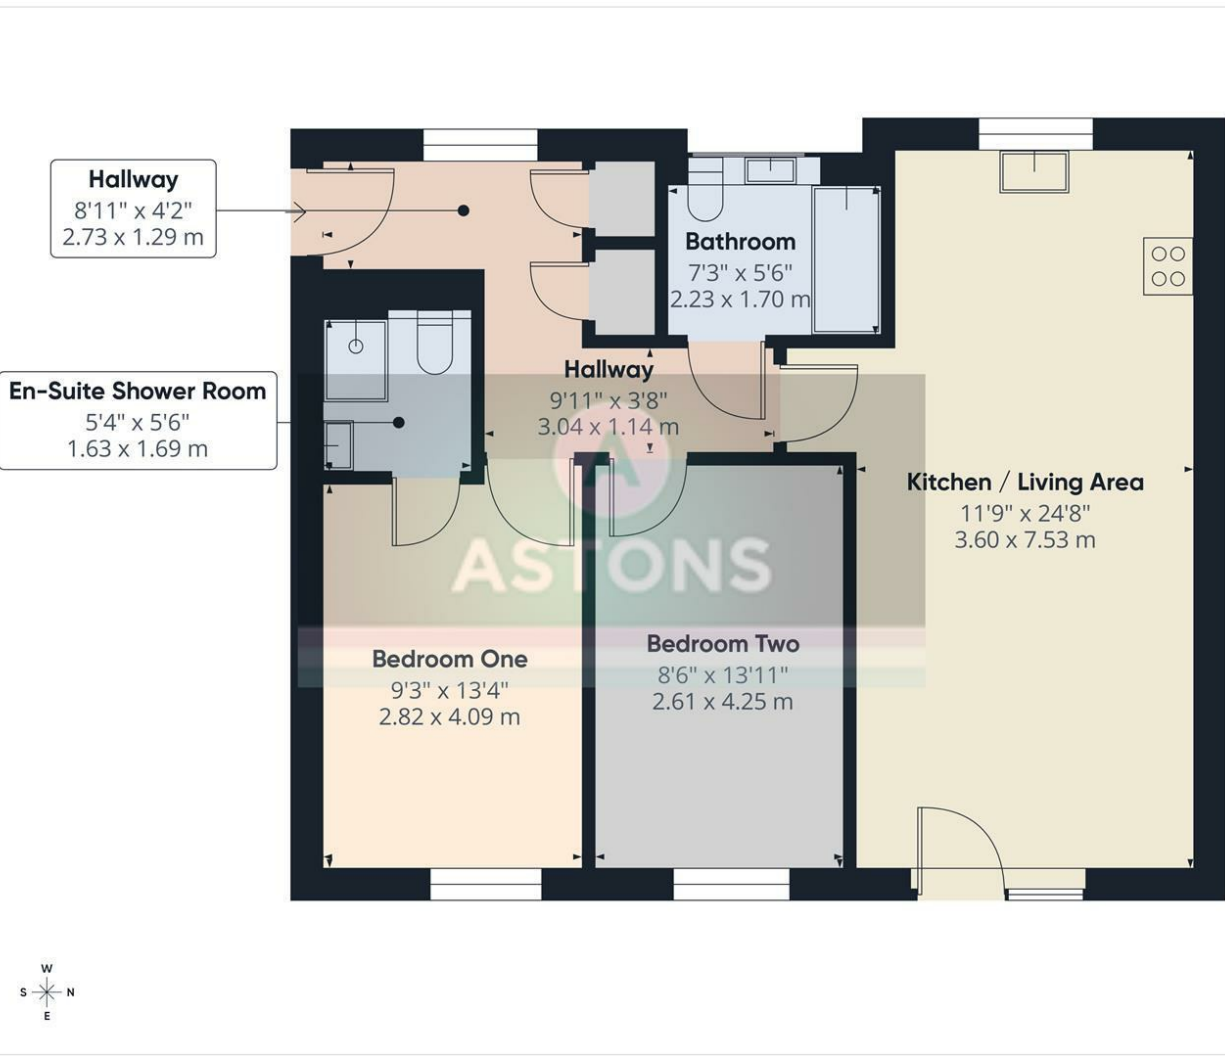 Hallway
8'11" x 4'2"
2.73 x 1.29 m
Bathroom
7'3" x 5'6"
2.23 x 1.70 m
En-Suite Shower Room
5'4" x 5'6"
1.63 x 1.69 m
Hallway
9'11" x 3'8"
3.04 x 1.14 m
Kitchen / Living Area
11'9" x 24'8"
3.60 x 7.53 m
A
ASTONS
Bedroom One
9'3" x 13'4"
2.82 x 4.09 m
Bedroom Two
8'6" x 13'11"
2.61 x 4.25 m
W
S N
E